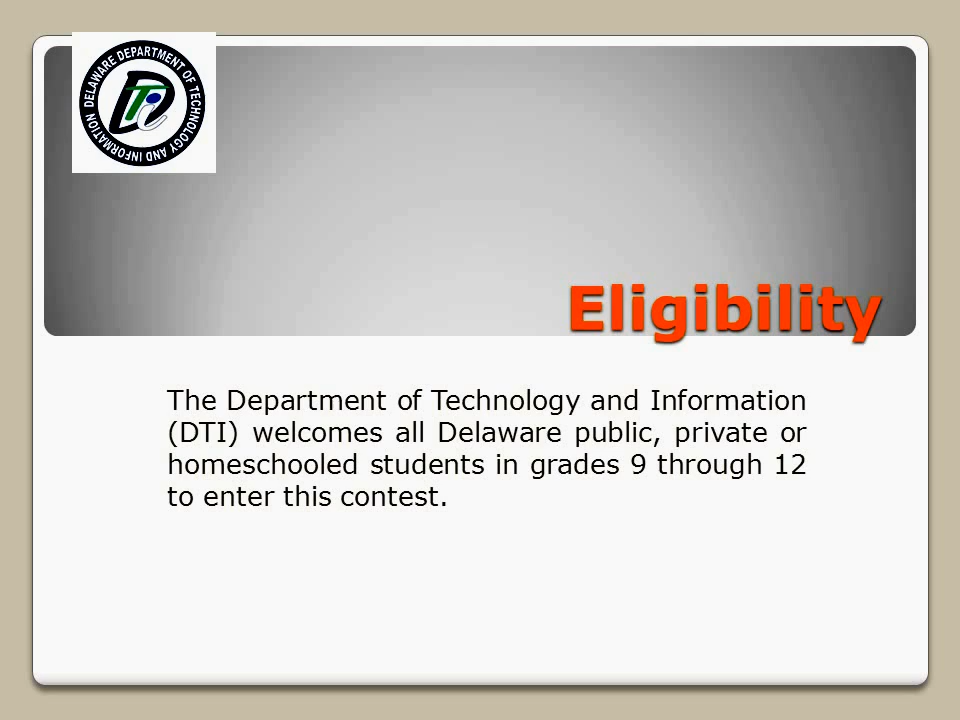 DELAWARE DEPARTMENT OF TECHNOLOGY AND INFORMATION
DTI
Eligibility
The Department of Technology and Information
(DTI) welcomes all Delaware public, private or
homeschooled students in grades 9 through 12
to enter this contest.